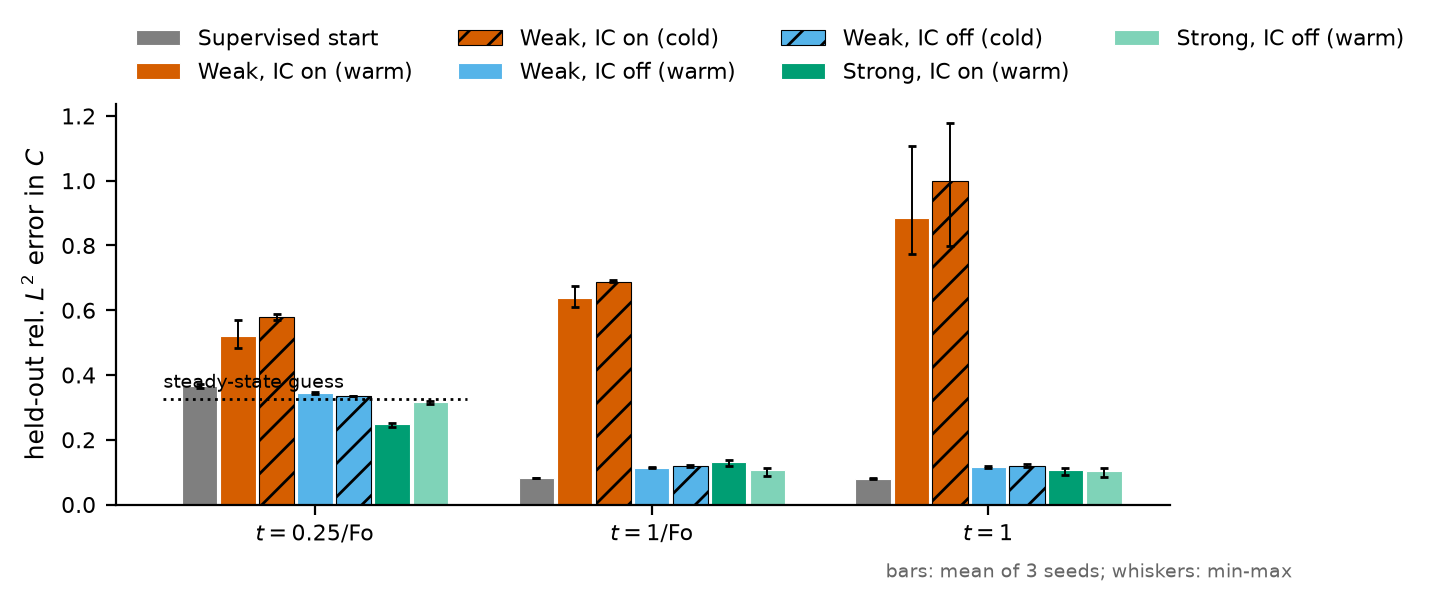 Supervised start
Weak, IC on (warm)
Weak, IC on (cold)
Weak, IC off (warm)
Weak, IC off (cold)
Strong, IC on (warm)
Strong, IC off (warm)
held-out rel. L² error in C
1.2
1.0
0.8
0.6
0.4
0.2
0.0
steady-state guess
t = 0.25/Fo
t = 1/Fo
t = 1
bars: mean of 3 seeds; whiskers: min-max